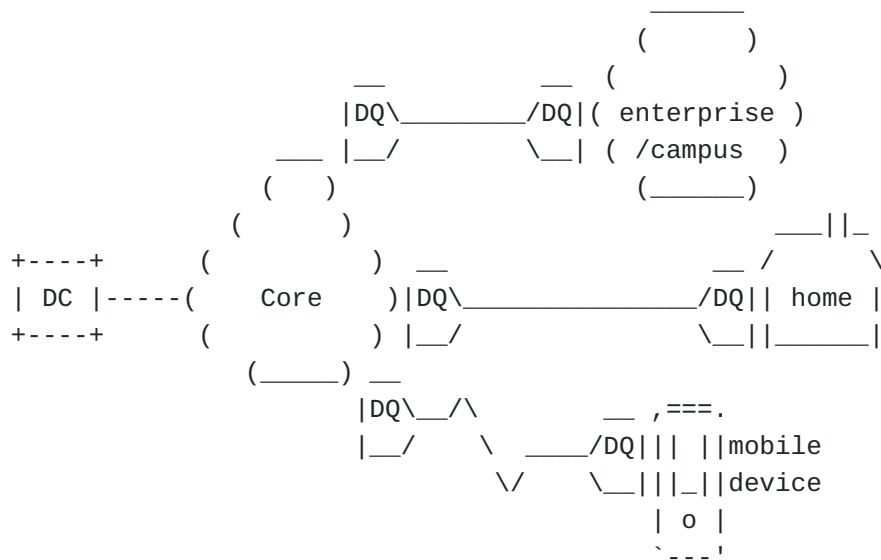 DQ DQ enterprise
/campus
DC Core DQ DQ home
DQ
DQ mobile
device
o